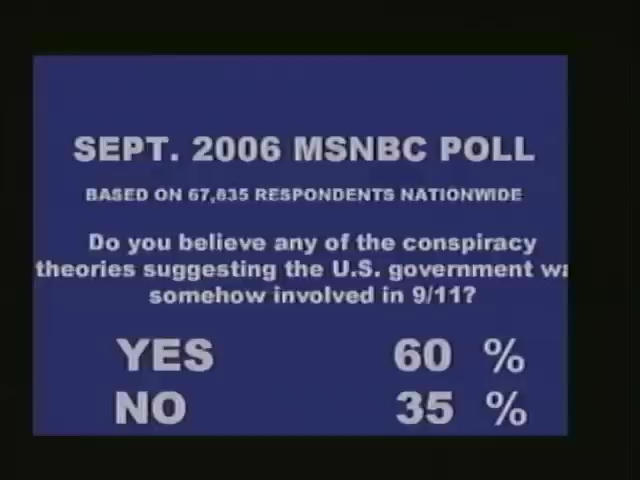 SEPT. 2006 MSNBC POLL
BASED ON 67,835 RESPONDENTS NATIONWIDE
Do you believe any of the conspiracy
theories suggesting the U.S. government wa
somehow involved in 9/11?
YES 60 %
NO 35 %